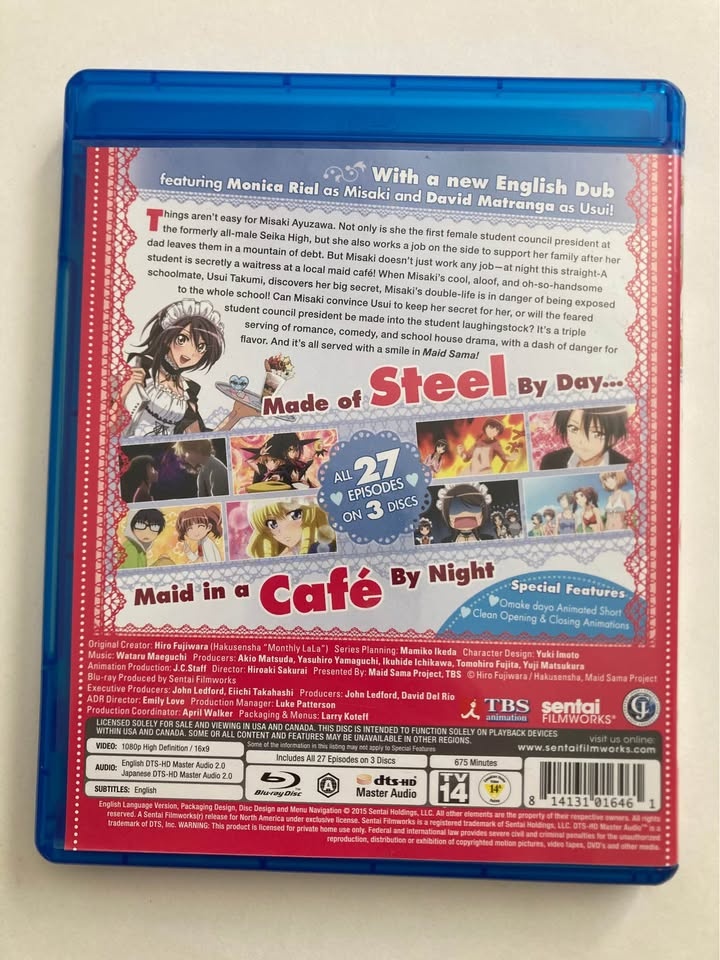 With a new English Dub
featuring Monica Rial as Misaki and David Matranga as Usui!
Things aren't easy for Misaki Ayuzawa. Not only is she the first female student council president at
the formerly all-male Seika High, but she also works a job on the side to support her family after her
dad leaves them in a mountain of debt. But Misaki doesn't just work any job—at night this straight-A
student is secretly a waitress at a local maid café! When Misaki's cool, aloof, and oh-so-handsome
schoolmate, Usui Takumi, discovers her big secret, Misaki's double-life is in danger of being exposed
to the whole school! Can Misaki convince Usui to keep her secret for her, or will the feared
student council president be made into the student laughingstock? It's a triple
serving of romance, comedy, and school house drama, with a dash of danger for
flavor. And it's all served with a smile in Maid Sama!
Made of Steel By Day...
ALL 27
EPISODES
ON 3 DISCS
Maid in a Café By Night
Special Features
Omake dayo Animated Short
Clean Opening & Closing Animations
Original Creator: Hiro Fujiwara (Hakusensha "Monthly LaLa") Series Planning: Mamiko Ikeda Character Design: Yuki Imoto
Music: Wataru Maeguchi Producers: Akio Matsuda, Yasuhiro Yamaguchi, Ikuhide Ichikawa, Tomohiro Fujita, Yuji Matsukura
Animation Production: J.C.Staff Director: Hiroaki Sakurai Presented By: Maid Sama Project, TBS © Hiro Fujiwara / Hakusensha, Maid Sama Project
Blu-ray Produced by Sentai Filmworks
Executive Producers: John Ledford, Eiichi Takahashi Producers: John Ledford, David Del Rio
ADR Director: Emily Love Production Manager: Luke Patterson
Production Coordinator: April Walker Packaging & Menus: Larry Koteff
TBS
animation
sentai
FILMWORKS®
LICENSED SOLELY FOR SALE AND VIEWING IN USA AND CANADA. THIS DISC IS INTENDED TO FUNCTION SOLELY ON PLAYBACK DEVICES
WITHIN USA AND CANADA. SOME OR ALL CONTENT AND FEATURES MAY BE UNAVAILABLE IN OTHER REGIONS.
visit us online:
www.sentaifilmworks.com
VIDEO: 1080p High Definition / 16x9
Some of the information in this listing may not apply to Special Features
AUDIO: English DTS-HD Master Audio 2.0
Japanese DTS-HD Master Audio 2.0
SUBTITLES: English
Includes All 27 Episodes on 3 Discs
675 Minutes
Blu-ray Disc
A
dts-HD
Master Audio
TV
14
14+
8 14131 01646 1
English Language Version, Packaging Design, Disc Design and Menu Navigation © 2015 Sentai Holdings, LLC. All other elements are the property of their respective owners. All rights
reserved. A Sentai Filmworks(r) release for North America under exclusive license. Sentai Filmworks is a registered trademark of Sentai Holdings, LLC. DTS-HD Master Audio™ is a
trademark of DTS, Inc. WARNING: This product is licensed for private home use only. Federal and international law provides severe civil and criminal penalties for the unauthorized
reproduction, distribution or exhibition of copyrighted motion pictures, video tapes, DVD's and other media.